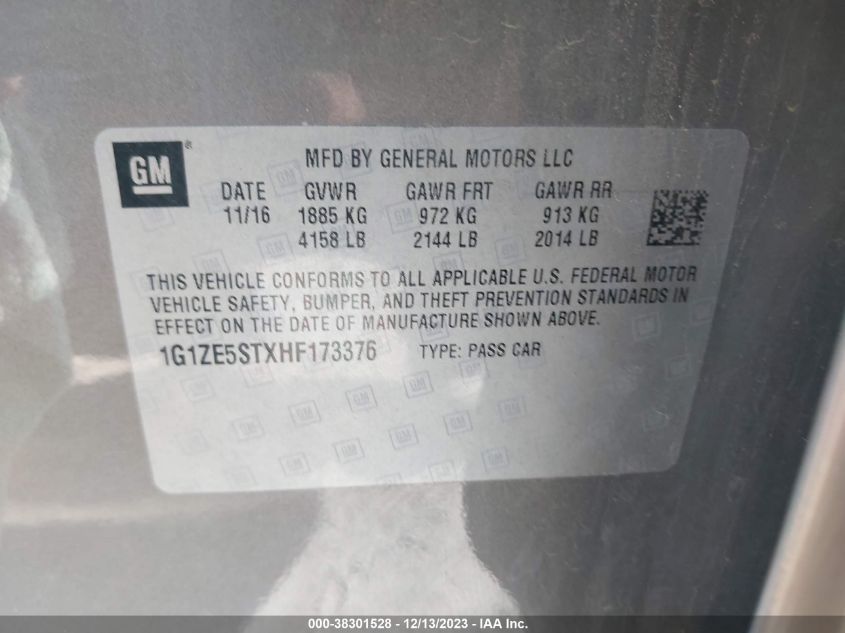 GM ®
MFD BY GENERAL MOTORS LLC
DATE GVWR GAWR FRT GAWR RR
11/16 1885 KG 972 KG 913 KG
4158 LB 2144 LB 2014 LB
THIS VEHICLE CONFORMS TO ALL APPLICABLE U.S. FEDERAL MOTOR
VEHICLE SAFETY, BUMPER, AND THEFT PREVENTION STANDARDS IN
EFFECT ON THE DATE OF MANUFACTURE SHOWN ABOVE.
1G1ZE5STXHF173376 TYPE: PASS CAR
000-38301528 - 12/13/2023 - IAA Inc.